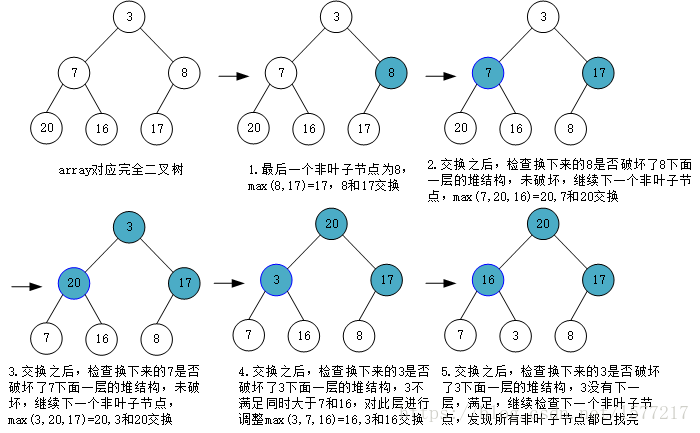 3
3
3
7
8
7
8
7
17
20
16
17
20
16
17
20
16
8
array对应完全二叉树
1.最后一个非叶子节点为8，
max(8,17)=17，8和17交换
2.交换之后，检查换下来的8是否破坏了8下面
一层的堆结构，未破坏，继续下一个非叶子节
点，max(7,20,16)=20,7和20交换
3
20
20
20
17
3
17
16
17
7
16
8
7
16
8
7
3
8
3.交换之后，检查换下来的7是否
破坏了7下面一层的堆结构，未破
坏，继续下一个非叶子节点，
max(3,20,17)=20,3和20交换
4.交换之后，检查换下来的3是否
破坏了3下面一层的堆结构，3不
满足同时大于7和16，对此层进行
调整max(3,7,16)=16,3和16交换
5.交换之后，检查换下来的3是否破坏
了3下面一层的堆结构，3没有下一
层，满足，继续检查下一个非叶子节
点，发现所有非叶子节点都已找完